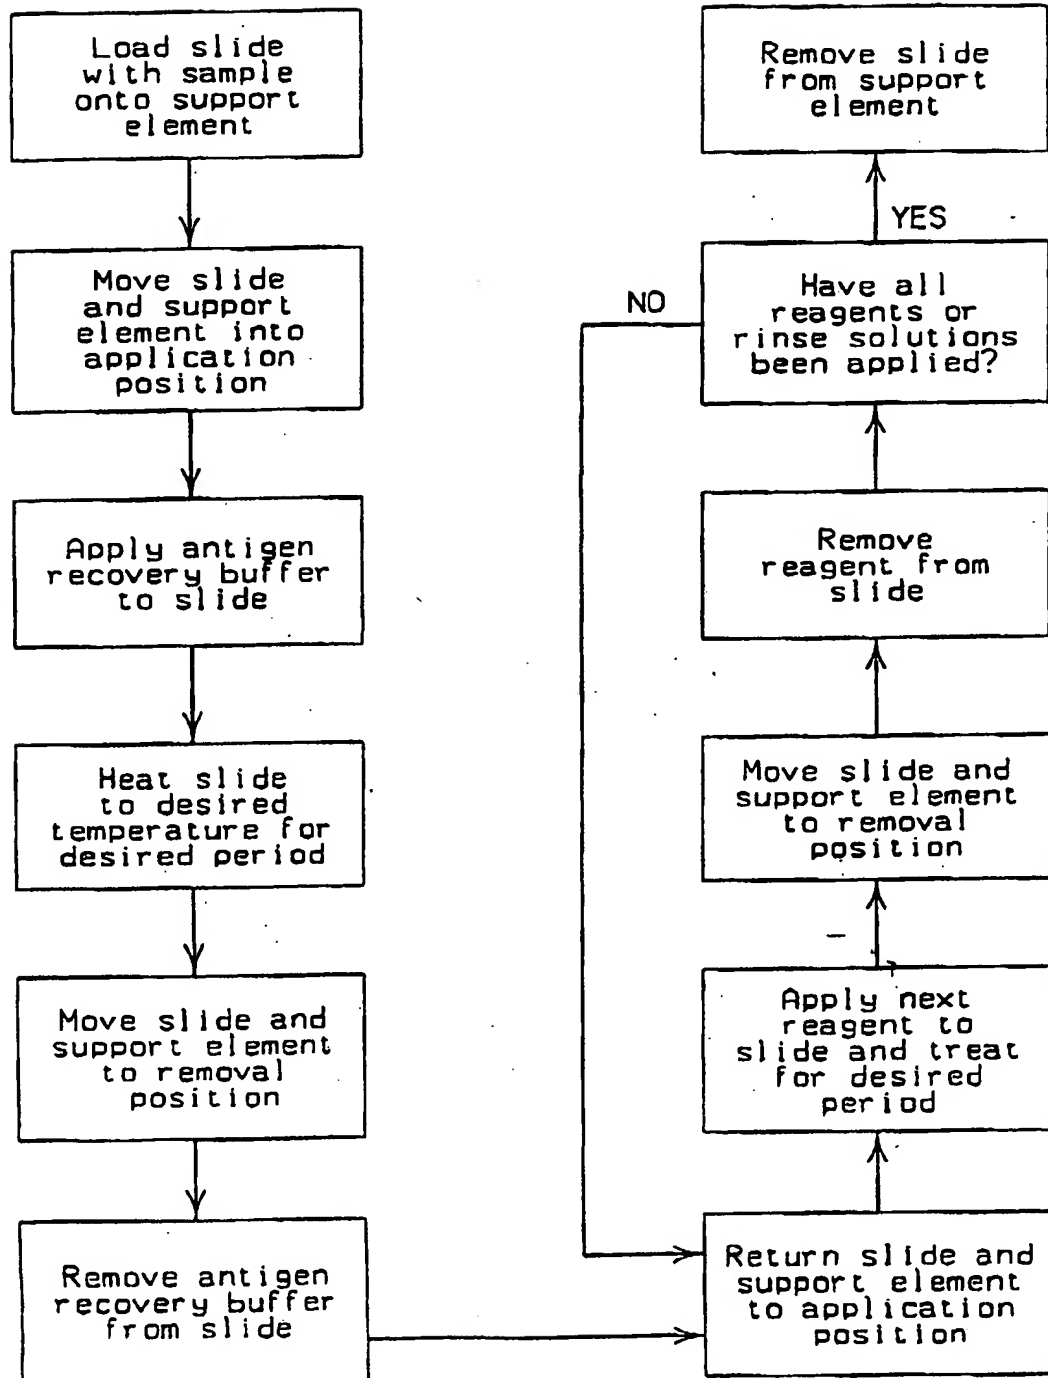 Load slide
with sample
onto support
element
Move slide
and support
element into
application
position
Apply antigen
recovery buffer
to slide
Heat slide
to desired
temperature for
desired period
Move slide and
support element
to removal
position
Remove antigen
recovery buffer
from slide
Return slide and
support element
to application
position
Apply next
reagent to
slide and treat
for desired
period
Move slide and
support element
to removal
position
Remove
reagent from
slide
Have all
reagents or
rinse solutions
been applied?
NO
YES
Remove slide
from support
element